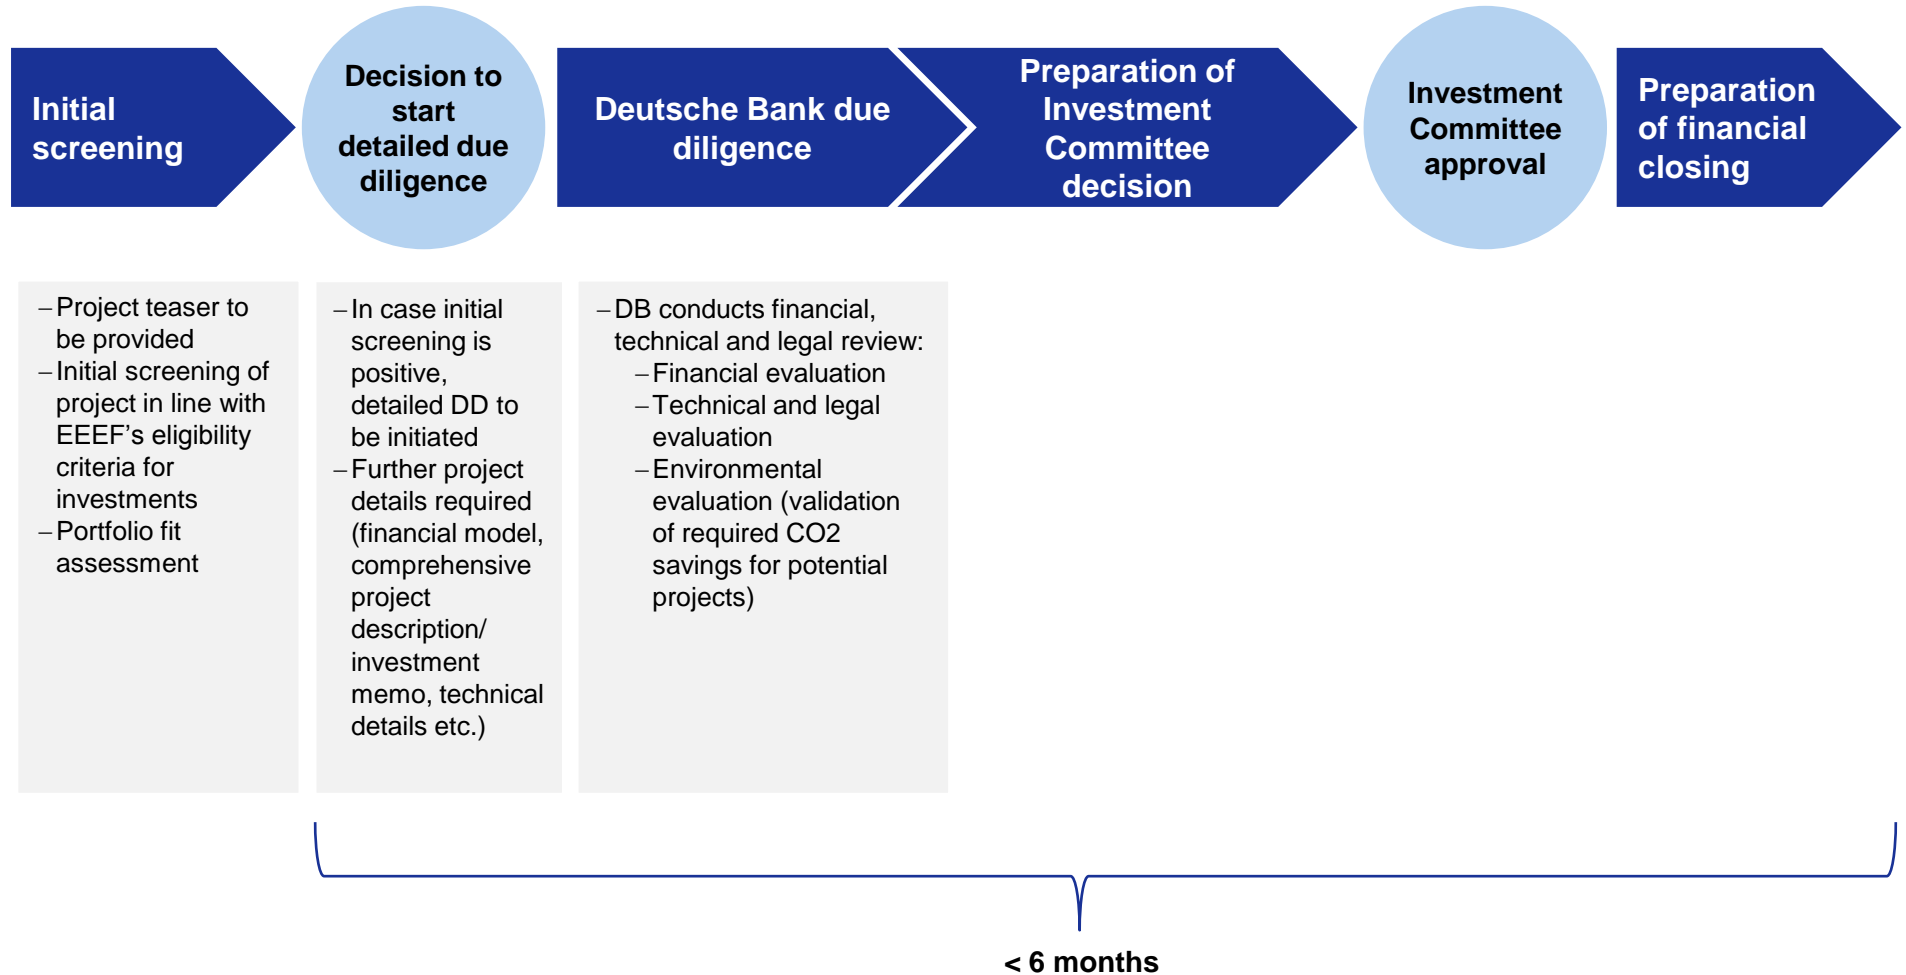 Initial
screening
Decision to
start
detailed due
diligence
Deutsche Bank due
diligence
Preparation of
Investment
Committee
decision
Investment
Committee
approval
Preparation
of financial
closing
–Project teaser to
be provided
–Initial screening of
project in line with
EEEF’s eligibility
criteria for
investments
–Portfolio fit
assessment
–In case initial
screening is
positive,
detailed DD to
be initiated
–Further project
details required
(financial model,
comprehensive
project
description/
investment
memo, technical
details etc.)
–DB conducts financial,
technical and legal review:
–Financial evaluation
–Technical and legal
evaluation
–Environmental
evaluation (validation
of required CO2
savings for potential
projects)
< 6 months